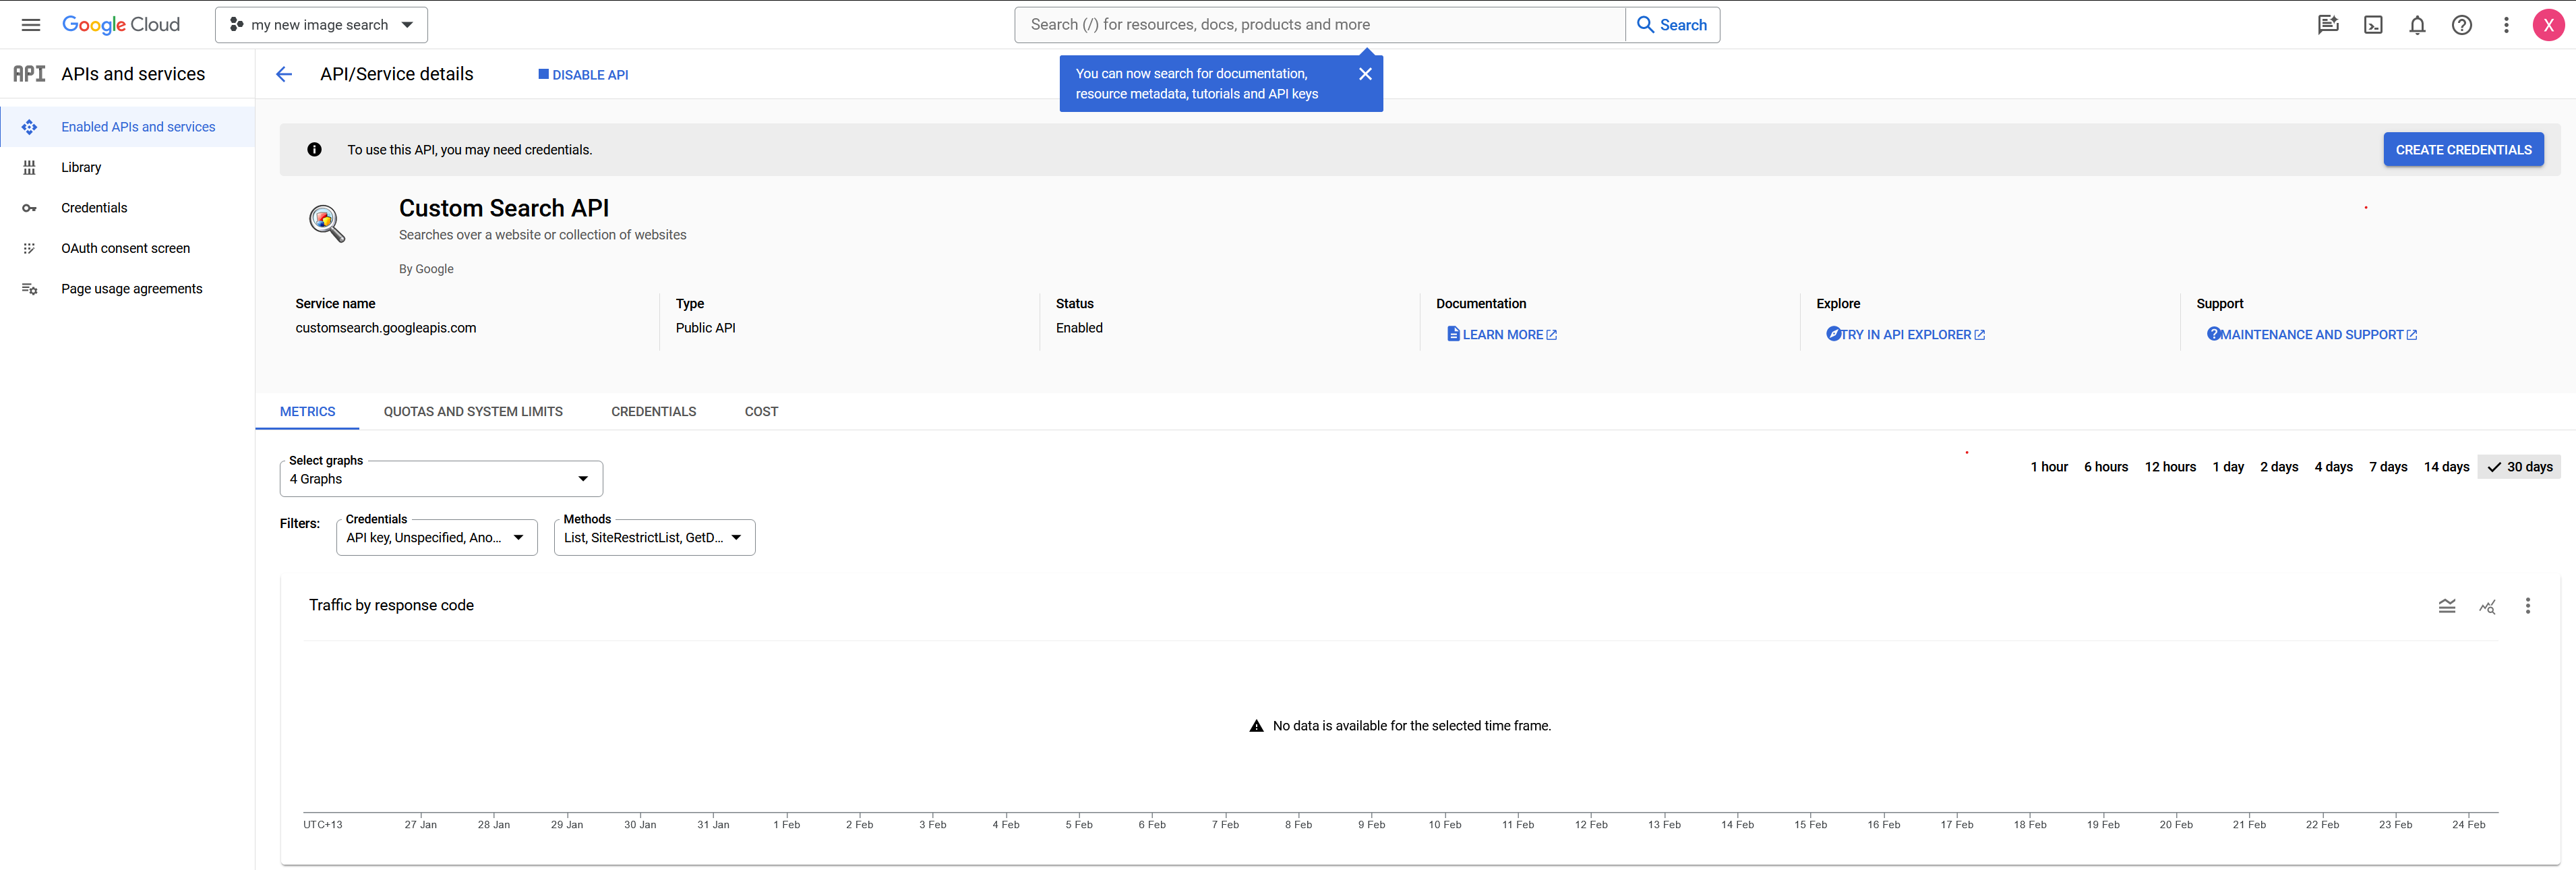 Google Cloud
my new image search
Search (/) for resources, docs, products and more
Search
X
API
APIs and services
API/Service details
DISABLE API
You can now search for documentation,
resource metadata, tutorials and API keys
Enabled APIs and services
Library
Credentials
OAuth consent screen
Page usage agreements
To use this API, you may need credentials.
CREATE CREDENTIALS
Custom Search API
Searches over a website or collection of websites
By Google
Service name
customsearch.googleapis.com
Type
Public API
Status
Enabled
Documentation
LEARN MORE
Explore
TRY IN API EXPLORER
Support
MAINTENANCE AND SUPPORT
METRICS
QUOTAS AND SYSTEM LIMITS
CREDENTIALS
COST
Select graphs
4 Graphs
1 hour
6 hours
12 hours
1 day
2 days
4 days
7 days
14 days
30 days
Filters:
Credentials
API key, Unspecified, Ano...
Methods
List, SiteRestrictList, GetD...
Traffic by response code
No data is available for the selected time frame.
UTC+13
27 Jan
28 Jan
29 Jan
30 Jan
31 Jan
1 Feb
2 Feb
3 Feb
4 Feb
5 Feb
6 Feb
7 Feb
8 Feb
9 Feb
10 Feb
11 Feb
12 Feb
13 Feb
14 Feb
15 Feb
16 Feb
17 Feb
18 Feb
19 Feb
20 Feb
21 Feb
22 Feb
23 Feb
24 Feb